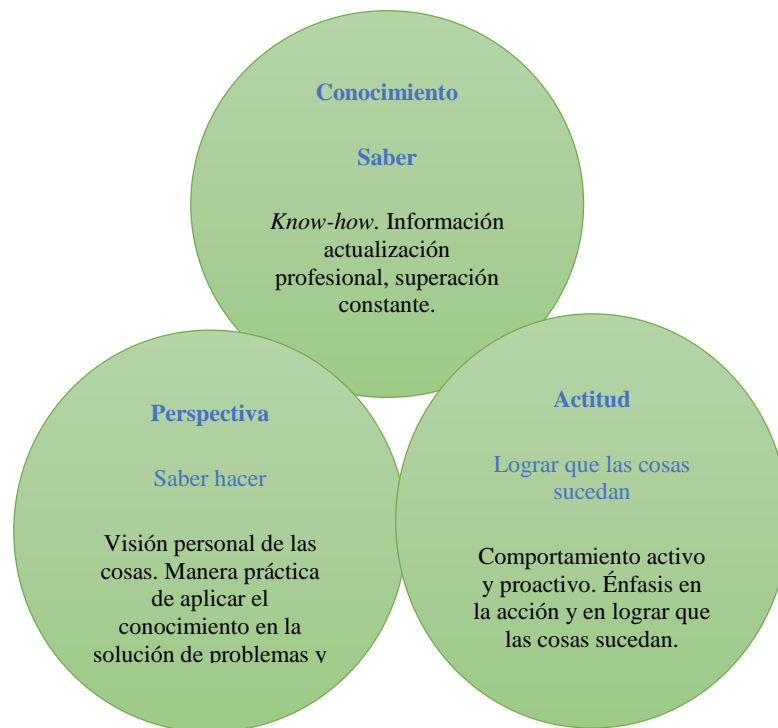 Conocimiento
Saber
Know-how. Información
actualización
profesional, superación
constante.
Perspectiva
Saber hacer
Visión personal de las
cosas. Manera práctica
de aplicar el
conocimiento en la
solución de problemas y
Actitud
Lograr que las cosas
sucedan
Comportamiento activo
y proactivo. Énfasis en
la acción y en lograr que
las cosas sucedan.